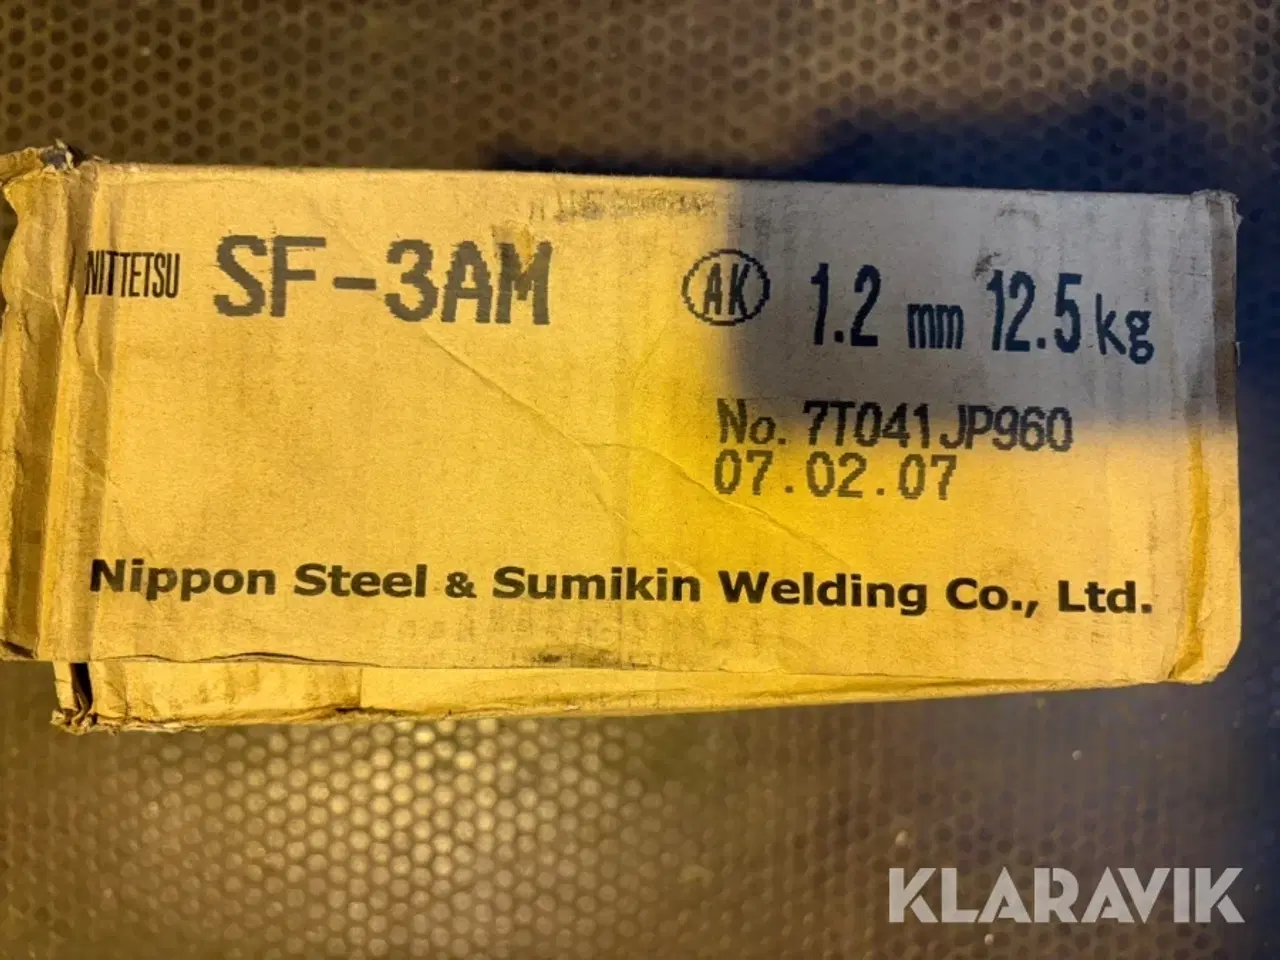 NITTETSU SF-3AM AK 1.2 mm 12.5 kg
No. 7T041JP960
07.02.07
Nippon Steel & Sumikin Welding Co., Ltd.
KLARAVIK